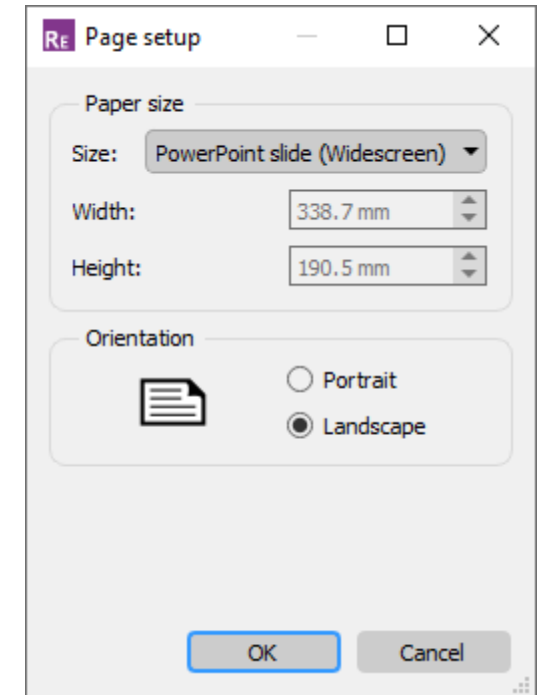 RE Page setup
Paper size
Size: PowerPoint slide (Widescreen)
Width: 338.7 mm
Height: 190.5 mm
Orientation
Portrait
Landscape
OK Cancel